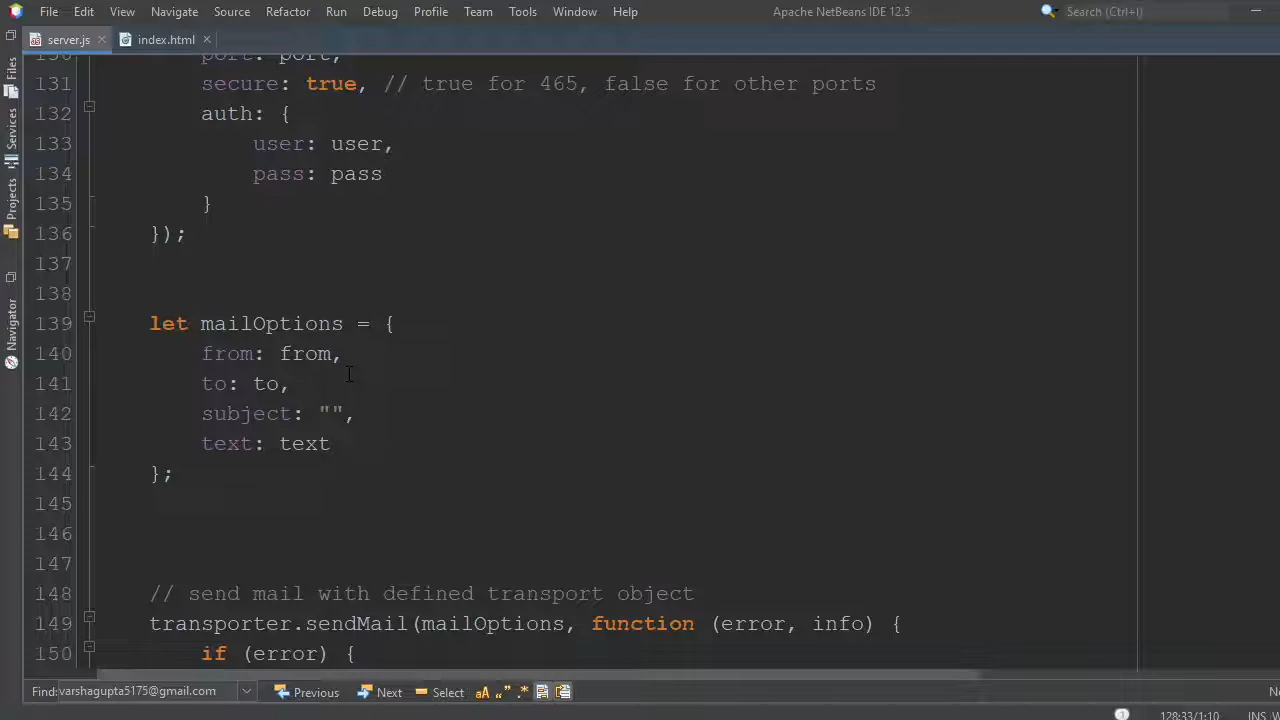 File Edit View Navigate Source Refactor Run Debug Profile Team Tools Window Help Apache NetBeans IDE 12.5 Search (Ctrl+I)
server.js index.html
Files
Services
Projects
Navigator
130 port: port,
131 secure: true, // true for 465, false for other ports
132 auth: {
133 user: user,
134 pass: pass
135 }
136 });
137
138
139 let mailOptions = {
140 from: from,
141 to: to,
142 subject: "",
143 text: text
144 };
145
146
147
148 // send mail with defined transport object
149 transporter.sendMail(mailOptions, function (error, info) {
150 if (error) {
Find: varshagupta5175@gmail.com Previous Next Select aA „” .*
1 128:33/1:10 INS